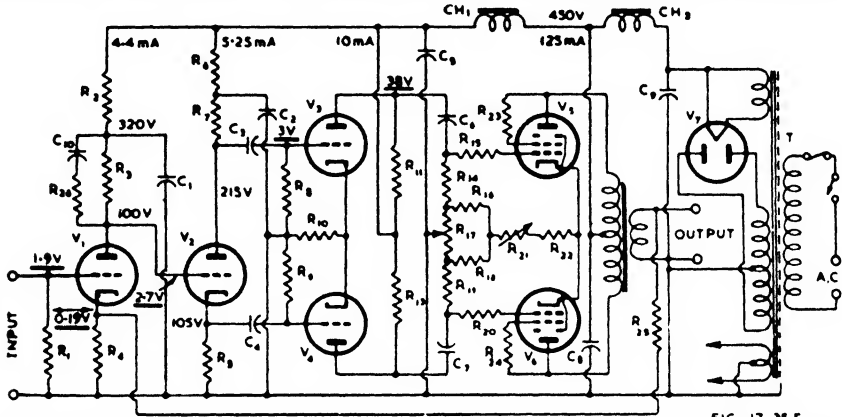 CH₁ 450V CH₂
4·4mA 5·25mA 10mA 125mA
R₂ R₆ C₅ C₉
38V
R₇ C₂ V₃ R₂₃ V₅ V₇
320V C₃ 3V C₆
C₁₀ R₁₅ T
R₃ C₁ R₁₁ R₁₄
R₂₆ 215V R₈ R₁₆
100V R₁₀ R₁₇ R₂₁ R₂₂ OUTPUT
V₁ V₂
1·9V R₉ R₁₈
2·7V R₁₃ R₁₉ A.C
0·19V 105V C₄ R₂₀ R₂₅
INPUT
R₁ R₄ R₅ V₄ C₇ R₂₄ V₆ C₈